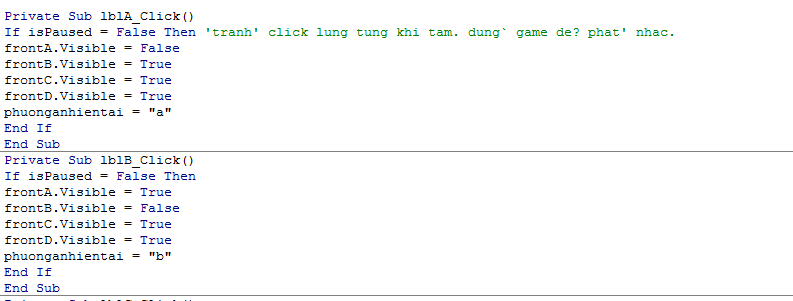 Private Sub lblA_Click()
If isPaused = False Then 'tranh' click lung tung khi tam. dung` game de? phat' nhac.
frontA.Visible = False
frontB.Visible = True
frontC.Visible = True
frontD.Visible = True
phuonganhientai = "a"
End If
End Sub
Private Sub lblB_Click()
If isPaused = False Then
frontA.Visible = True
frontB.Visible = False
frontC.Visible = True
frontD.Visible = True
phuonganhientai = "b"
End If
End Sub